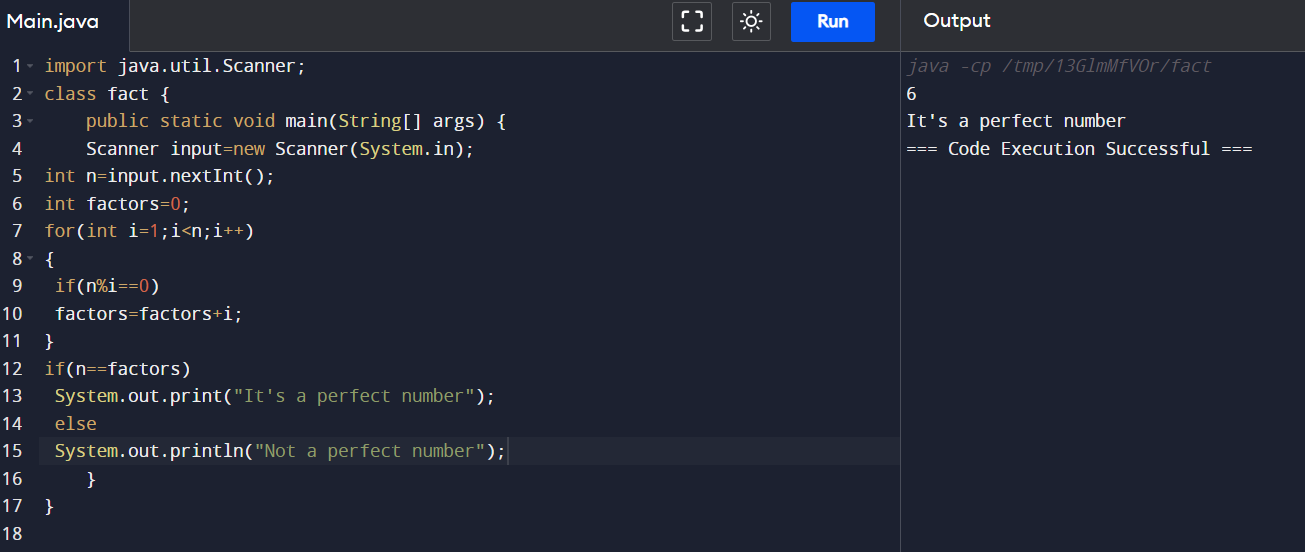 Main.java
Run
Output
1 import java.util.Scanner;
2 class fact {
3     public static void main(String[] args) {
4     Scanner input=new Scanner(System.in);
5 int n=input.nextInt();
6 int factors=0;
7 for(int i=1;i<n;i++)
8 {
9  if(n%i==0)
10  factors=factors+i;
11 }
12 if(n==factors)
13  System.out.print("It's a perfect number");
14  else
15  System.out.println("Not a perfect number");
16     }
17 }
18
java -cp /tmp/13GlmMfVOr/fact
6
It's a perfect number
=== Code Execution Successful ===